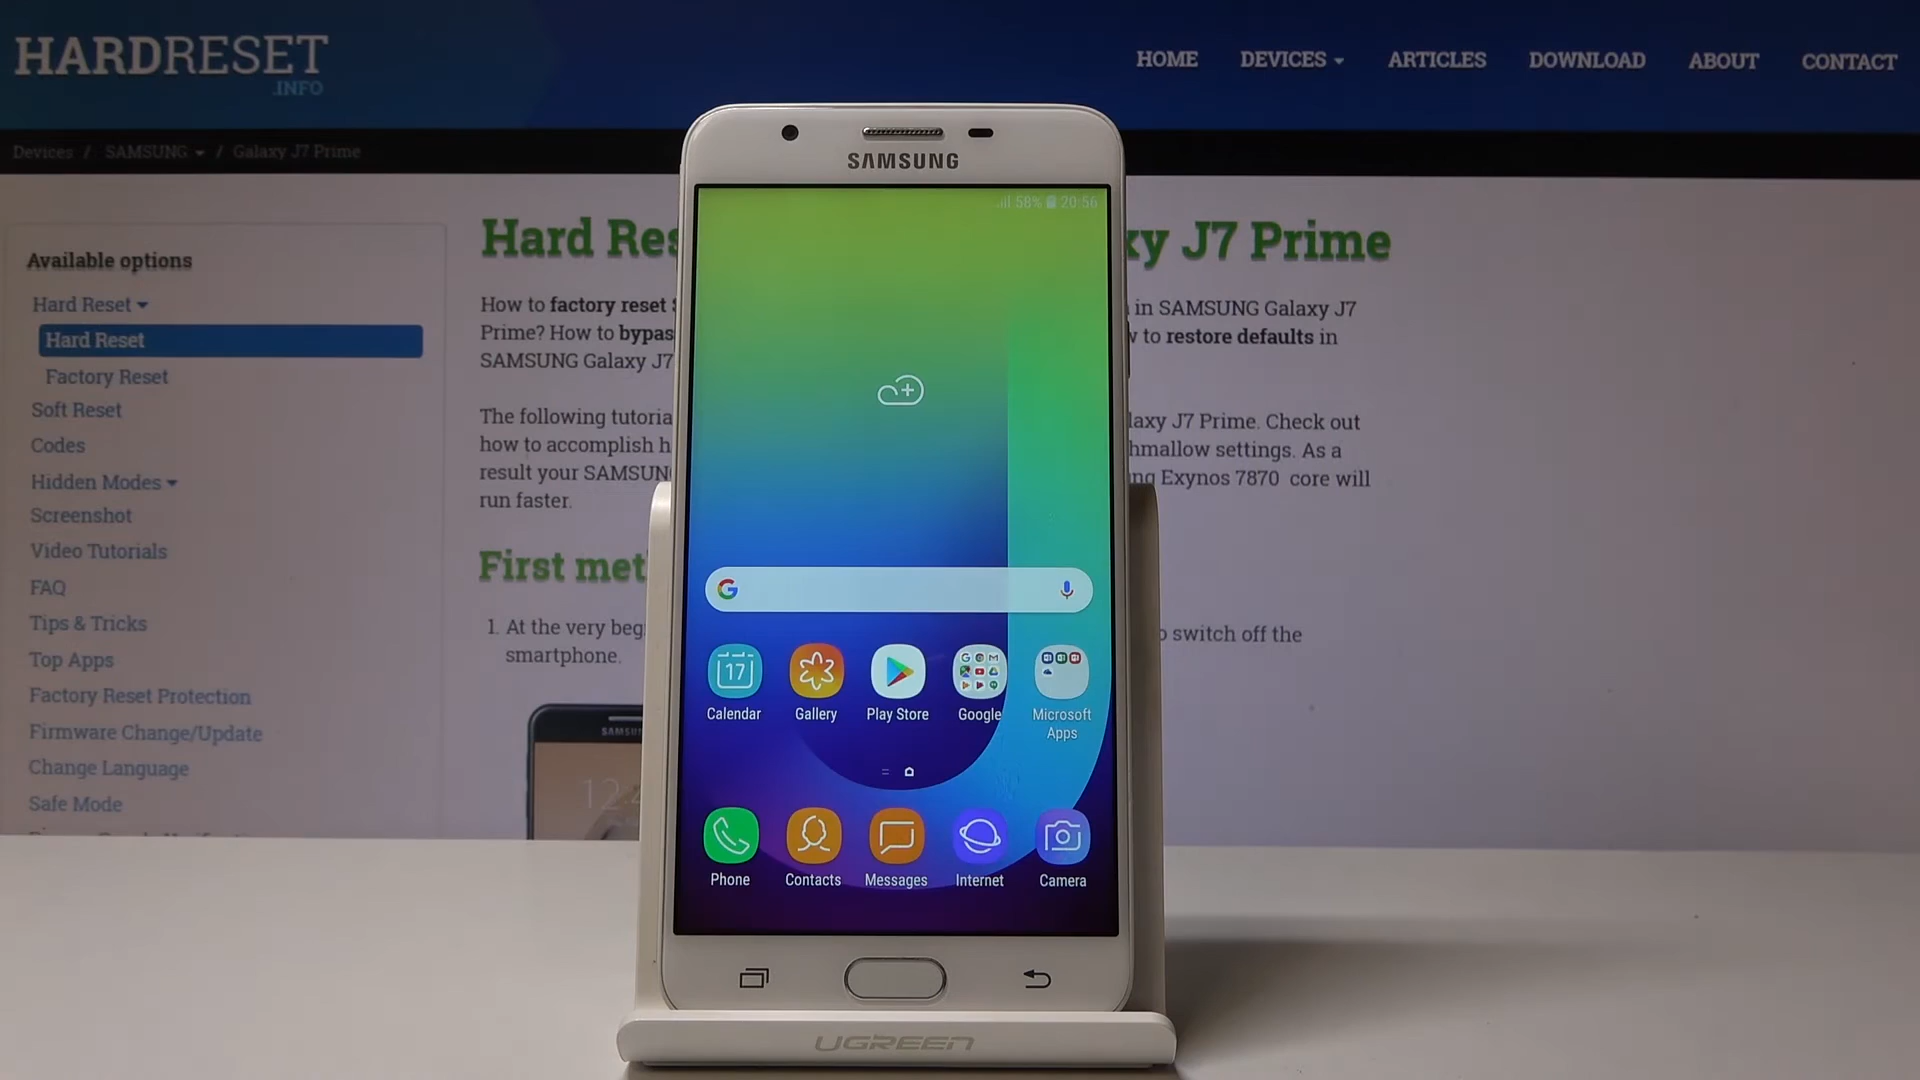 HARDRESET
.INFO
HOME DEVICES ARTICLES DOWNLOAD ABOUT CONTACT
Devices / SAMSUNG / Galaxy J7 Prime
Available options
Hard Reset
Hard Reset
Factory Reset
Soft Reset
Codes
Hidden Modes
Screenshot
Video Tutorials
FAQ
Tips & Tricks
Top Apps
Factory Reset Protection
Firmware Change/Update
Change Language
Safe Mode
Hard Res
xy J7 Prime
How to factory reset
in SAMSUNG Galaxy J7
Prime? How to bypas
to restore defaults in
SAMSUNG Galaxy J7
The following tutoria
laxy J7 Prime. Check out
how to accomplish h
hmallow settings. As a
result your SAMSUN
ng Exynos 7870 core will
run faster.
First met
1. At the very beg
o switch off the
smartphone.
SAMSU
12:
SAMSUNG
58% 20:56
G
17
Calendar Gallery Play Store Google Microsoft
Apps
Phone Contacts Messages Internet Camera
UGREEN